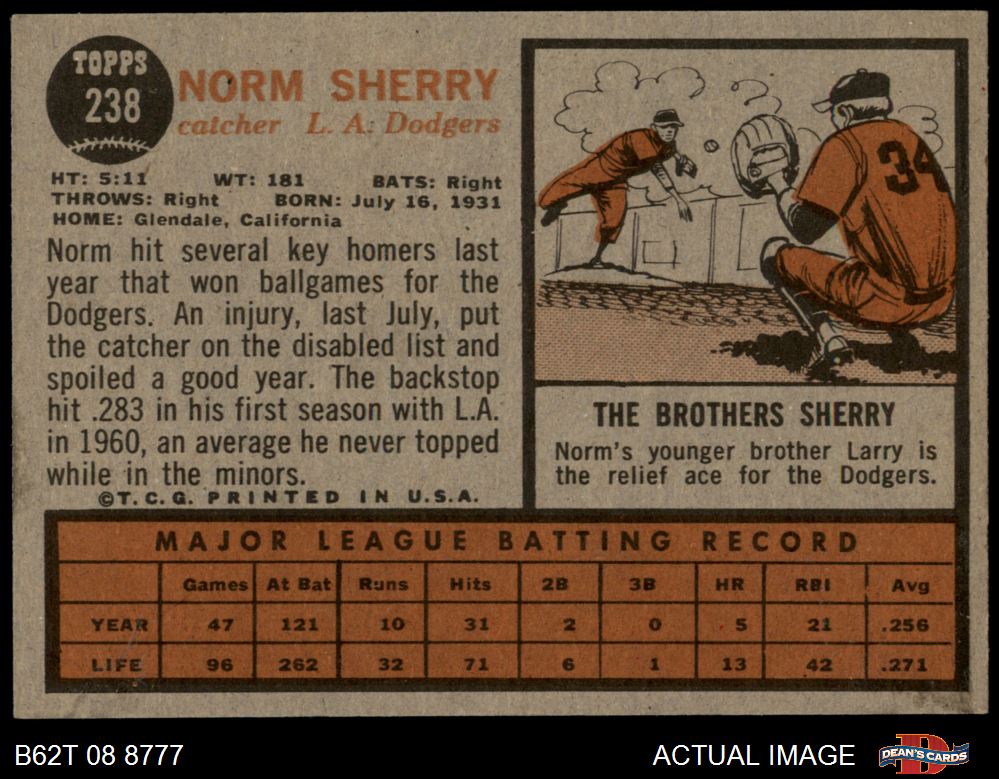 TOPPS
238
NORM SHERRY
catcher L. A. Dodgers
HT: 5:11 WT: 181 BATS: Right
THROWS: Right BORN: July 16, 1931
HOME: Glendale, California
Norm hit several key homers last
year that won ballgames for the
Dodgers. An injury, last July, put
the catcher on the disabled list and
spoiled a good year. The backstop
hit .283 in his first season with L.A.
in 1960, an average he never topped
while in the minors.
©T.C.G. PRINTED IN U.S.A.
34
THE BROTHERS SHERRY
Norm's younger brother Larry is
the relief ace for the Dodgers.
MAJOR LEAGUE BATTING RECORD
Games At Bat Runs Hits 2B 3B HR RBI Avg
YEAR 47 121 10 31 2 0 5 21 .256
LIFE 96 262 32 71 6 1 13 42 .271
B62T 08 8777 ACTUAL IMAGE
D
DEAN'S CARDS